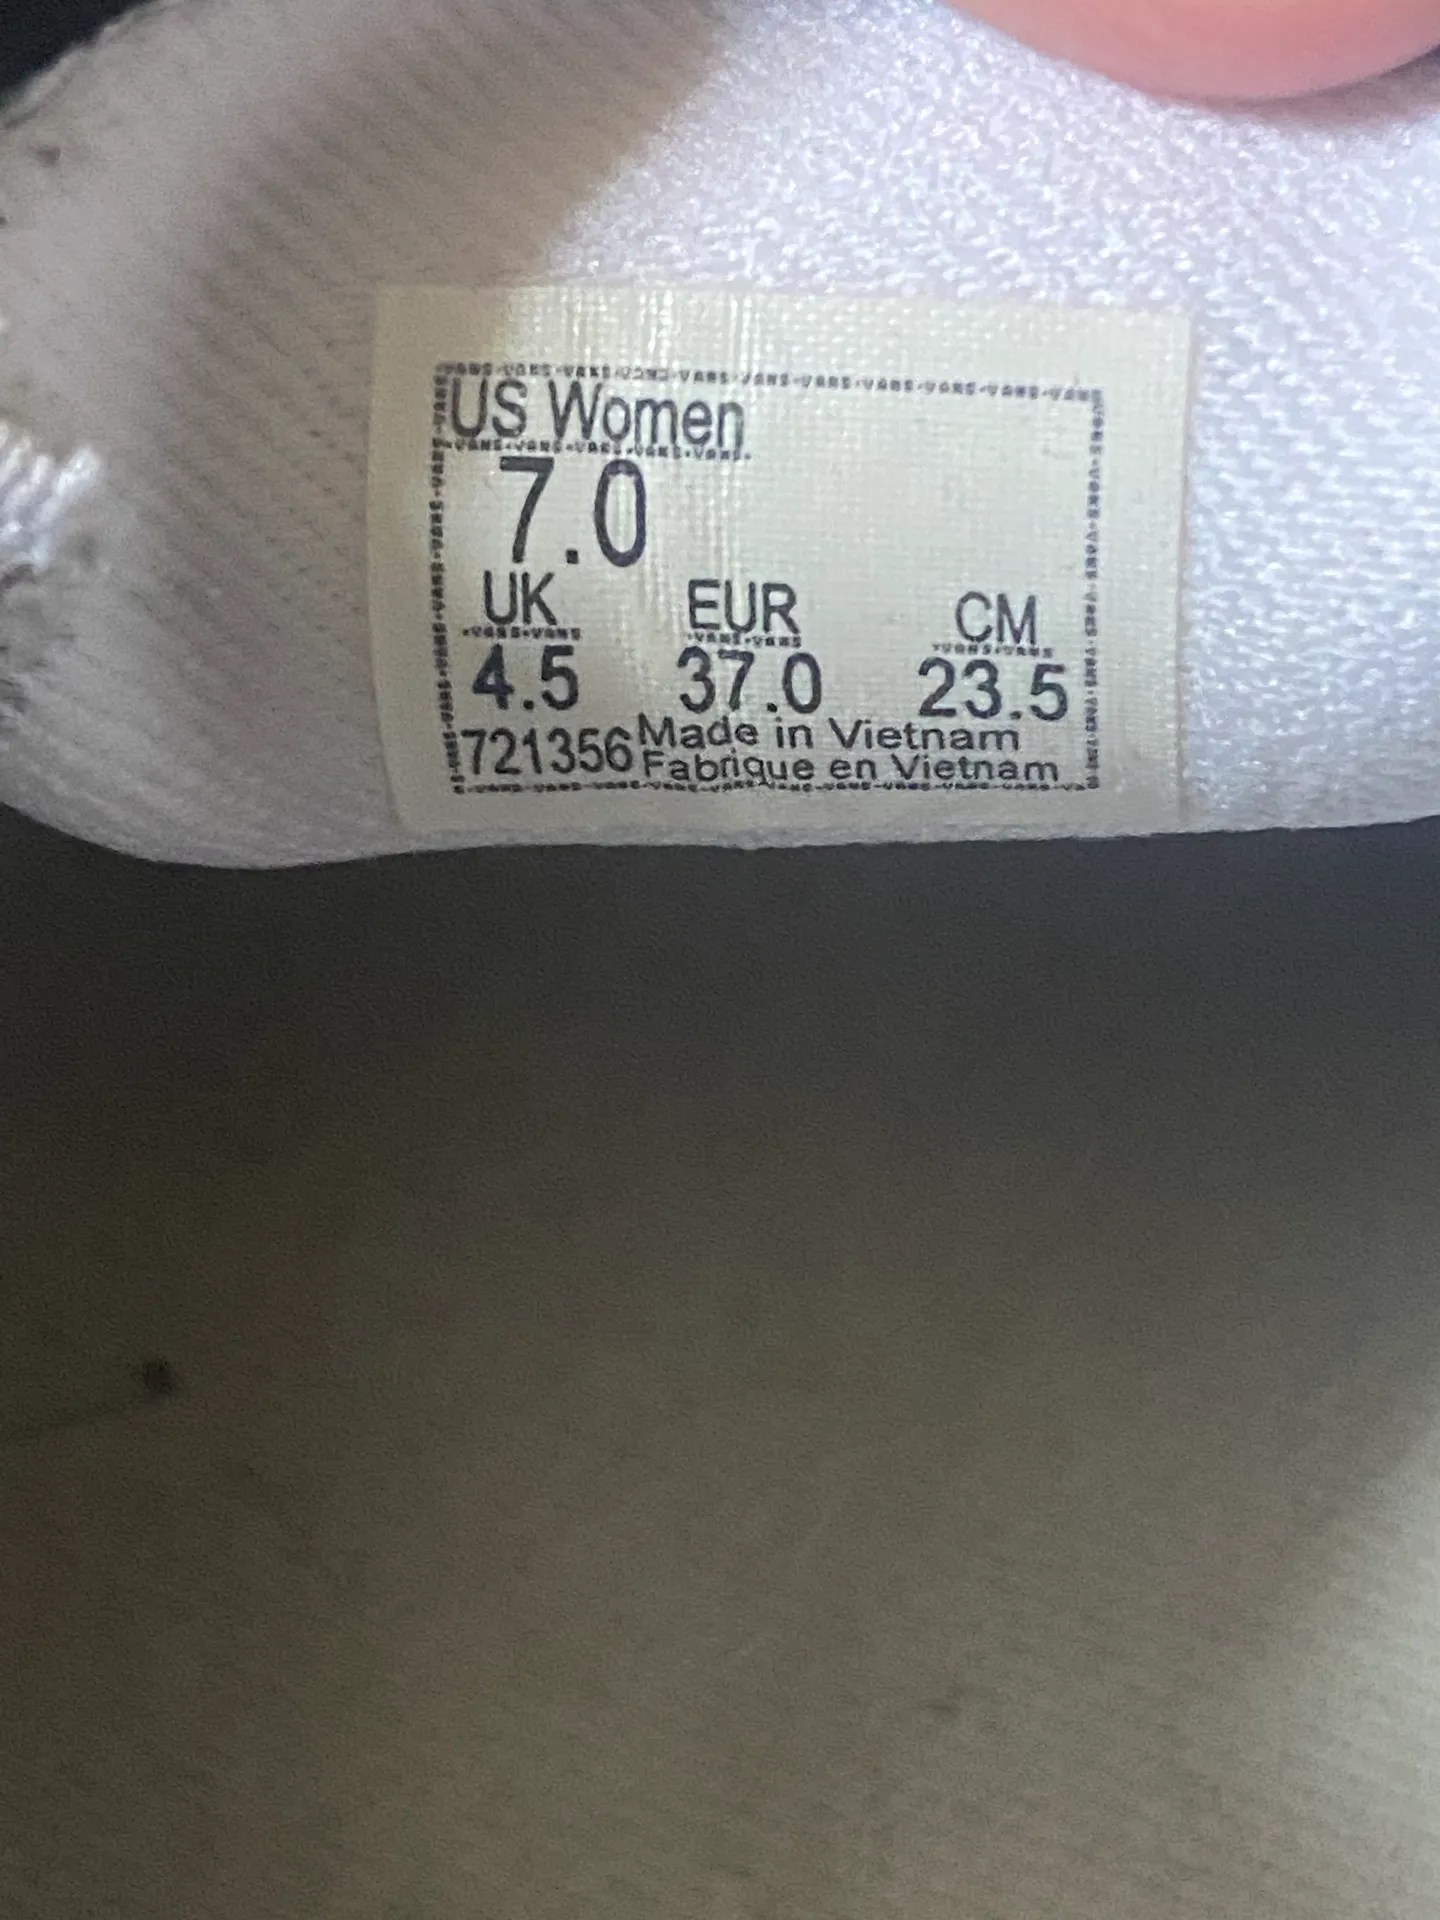 US Women
7.0
UK EUR CM
4.5 37.0 23.5
721356 Made in Vietnam
Fabrique en Vietnam